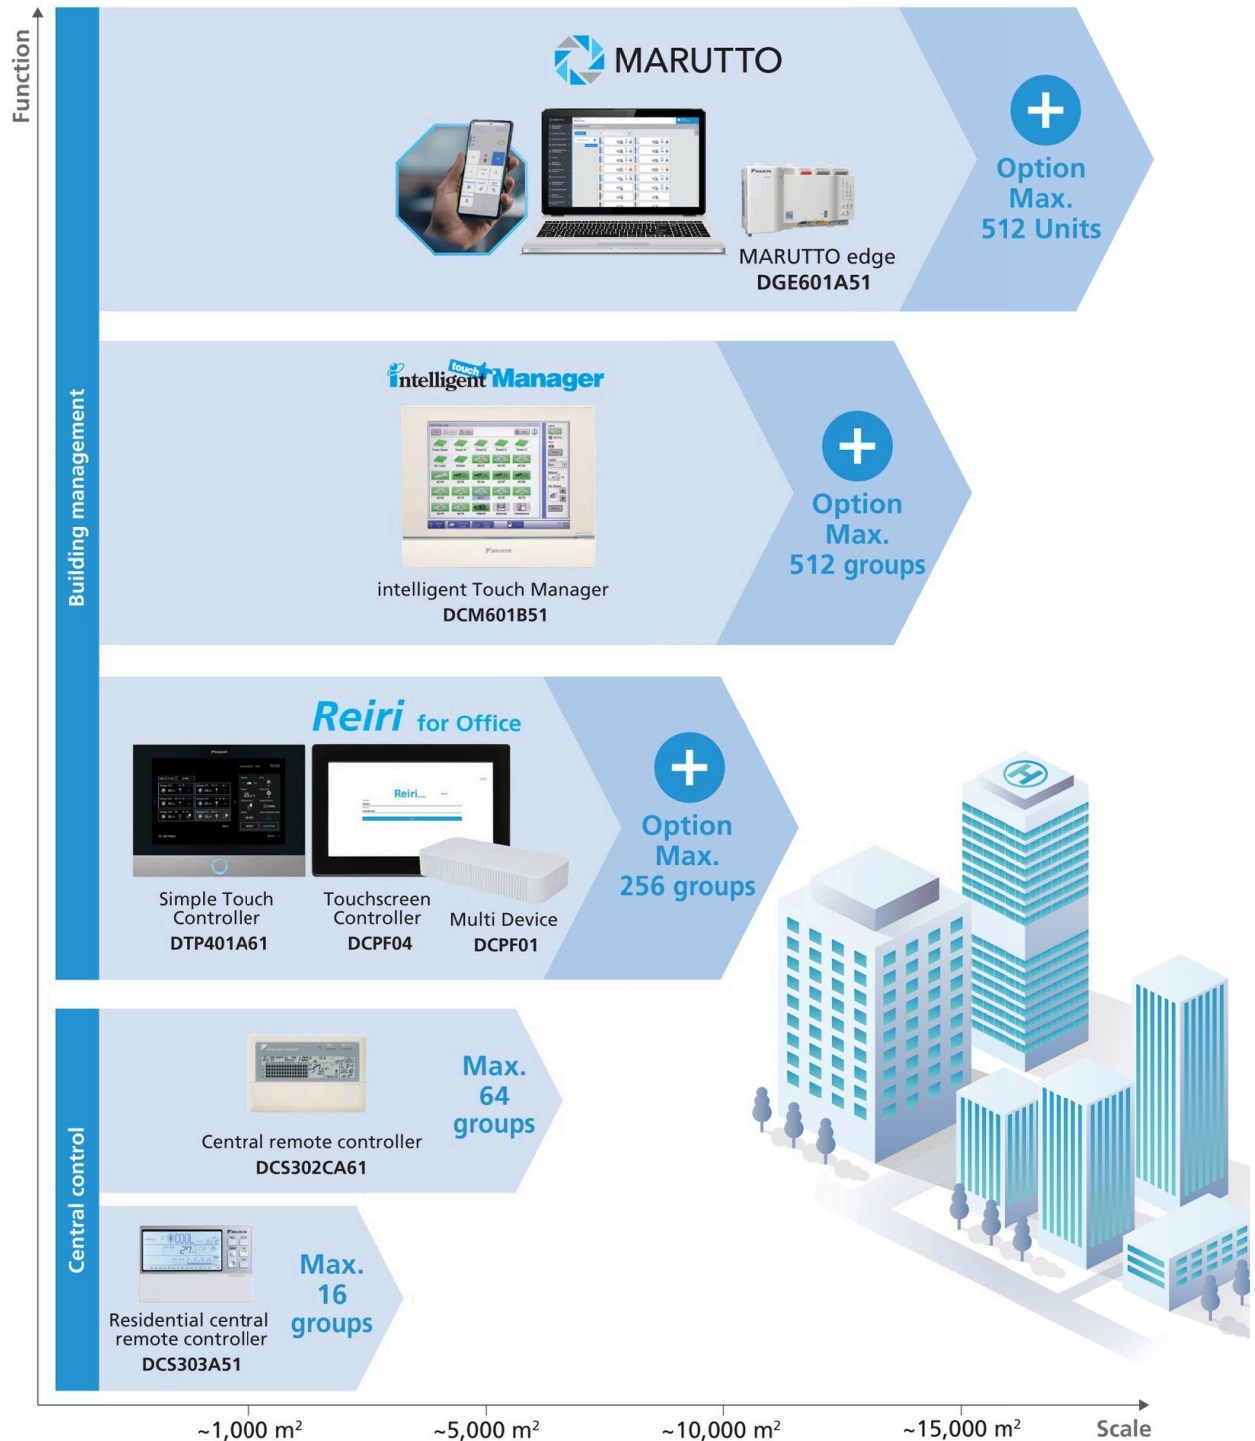 Function
MARUTTO
MARUTTO edge
DGE601A51
Option
Max.
512 Units
Building management
intelligent touch Manager
DAIKIN
intelligent Touch Manager
DCM601B51
Option
Max.
512 groups
Reiri for Office
Reiri
Simple Touch
Controller
DTP401A61
Touchscreen
Controller
DCPF04
Multi Device
DCPF01
Option
Max.
256 groups
Central control
Central remote controller
DCS302CA61
Max.
64
groups
COOL
Residential central
remote controller
DCS303A51
Max.
16
groups
H
~1,000 m²
~5,000 m²
~10,000 m²
~15,000 m²
Scale